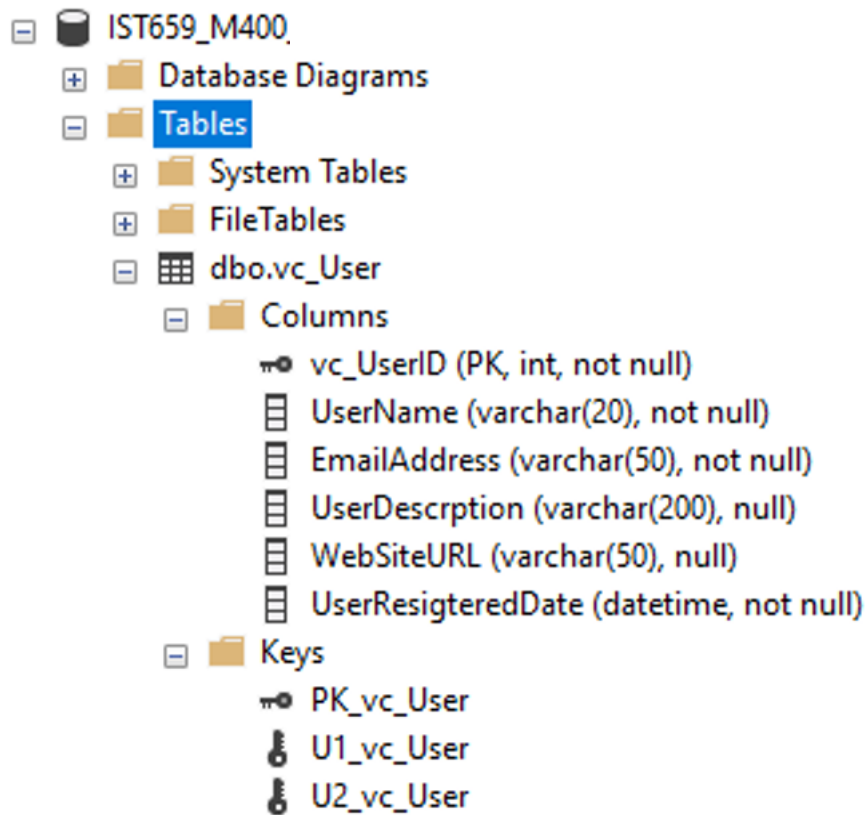 IST659_M400_
Database Diagrams
Tables
System Tables
FileTables
dbo.vc_User
Columns
vc_UserID (PK, int, not null)
UserName (varchar(20), not null)
EmailAddress (varchar(50), not null)
UserDescrption (varchar(200), null)
WebSiteURL (varchar(50), null)
UserResigteredDate (datetime, not null)
Keys
PK_vc_User
U1_vc_User
U2_vc_User